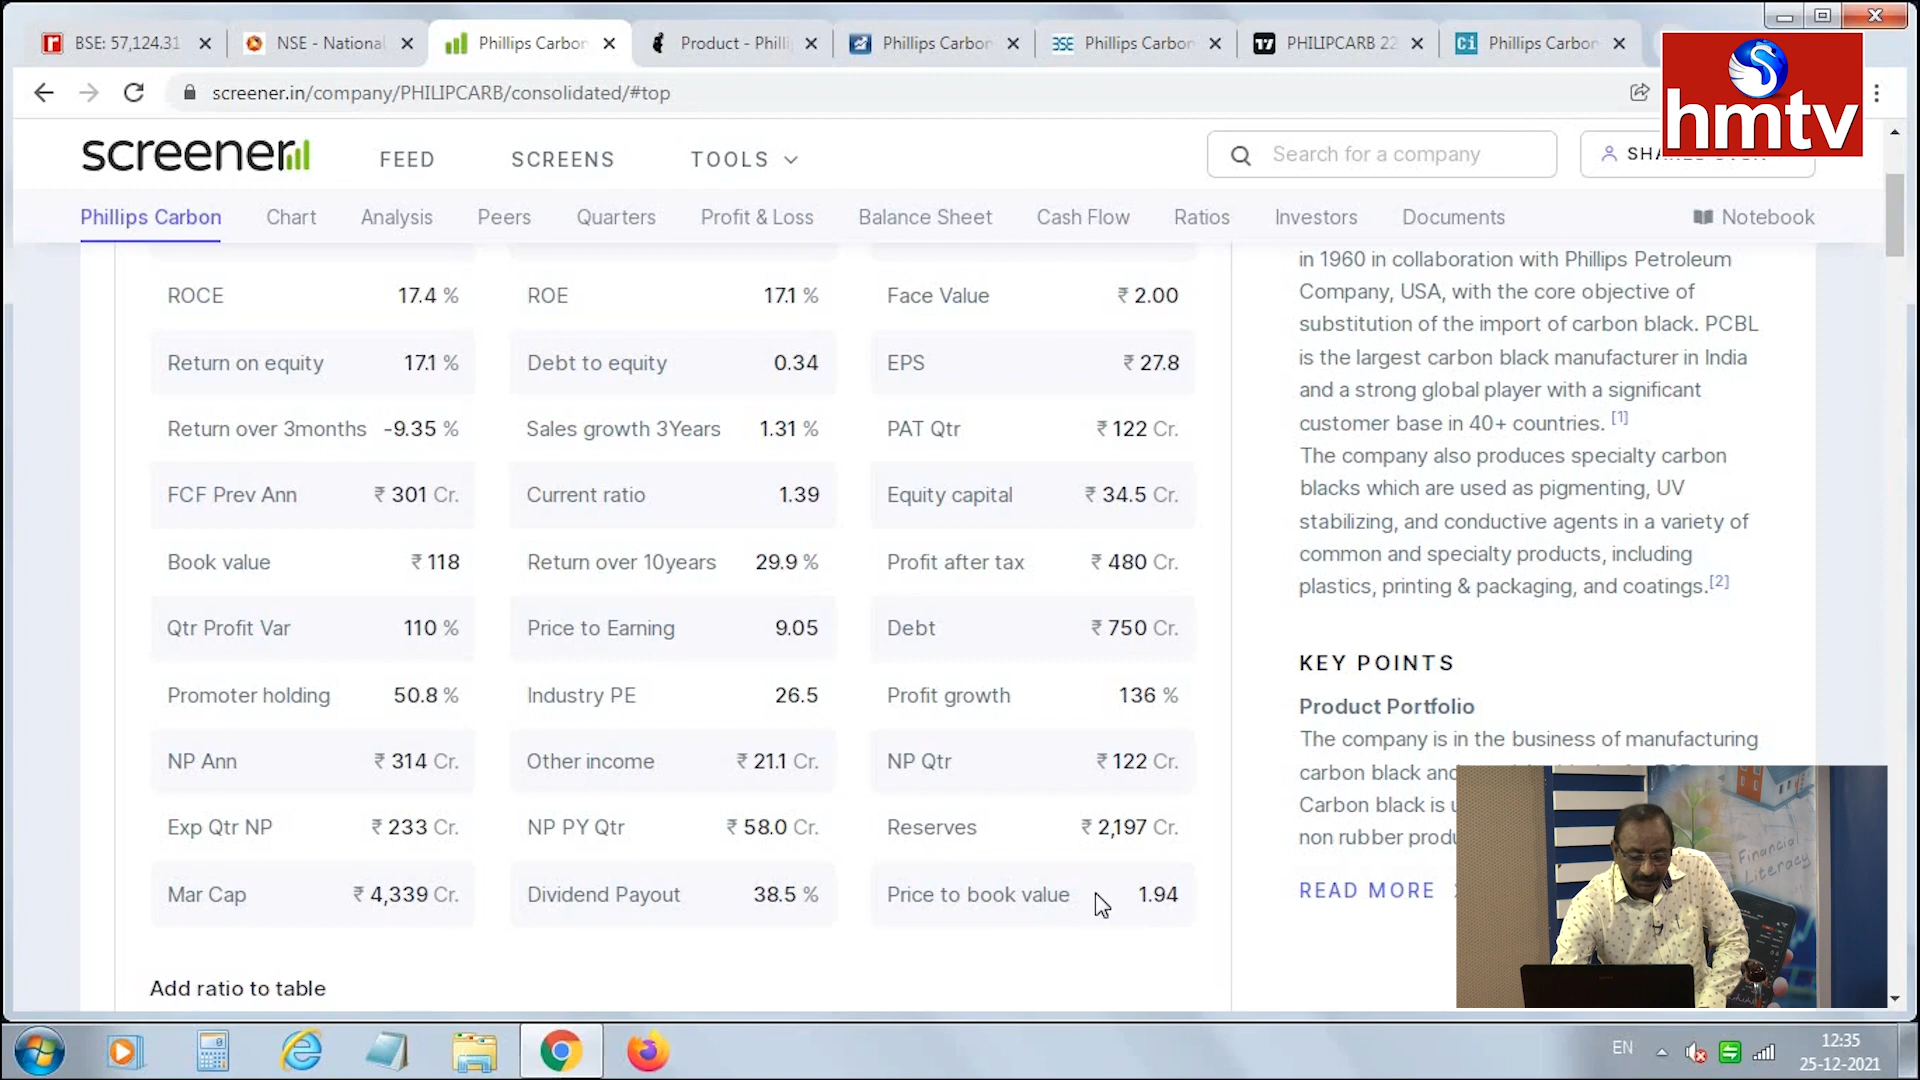 BSE: 57,124.31
NSE - National
Phillips Carbon
Product - Philli
Phillips Carbon
BSE
Phillips Carbon
17
PHILIPCARB 22
Ci
Phillips Carbon
screener.in/company/PHILIPCARB/consolidated/#top
hmtv
screener
FEED
SCREENS
TOOLS
Search for a company
Phillips Carbon
Chart
Analysis
Peers
Quarters
Profit & Loss
Balance Sheet
Cash Flow
Ratios
Investors
Documents
Notebook
ROCE 17.4 %
ROE 17.1 %
Face Value ₹ 2.00
Return on equity 17.1 %
Debt to equity 0.34
EPS ₹ 27.8
Return over 3months -9.35 %
Sales growth 3Years 1.31 %
PAT Qtr ₹ 122 Cr.
FCF Prev Ann ₹ 301 Cr.
Current ratio 1.39
Equity capital ₹ 34.5 Cr.
Book value ₹ 118
Return over 10years 29.9 %
Profit after tax ₹ 480 Cr.
Qtr Profit Var 110 %
Price to Earning 9.05
Debt ₹ 750 Cr.
Promoter holding 50.8 %
Industry PE 26.5
Profit growth 136 %
NP Ann ₹ 314 Cr.
Other income ₹ 21.1 Cr.
NP Qtr ₹ 122 Cr.
Exp Qtr NP ₹ 233 Cr.
NP PY Qtr ₹ 58.0 Cr.
Reserves ₹ 2,197 Cr.
Mar Cap ₹ 4,339 Cr.
Dividend Payout 38.5 %
Price to book value 1.94
Add ratio to table
in 1960 in collaboration with Phillips Petroleum
Company, USA, with the core objective of
substitution of the import of carbon black. PCBL
is the largest carbon black manufacturer in India
and a strong global player with a significant
customer base in 40+ countries. [1]
The company also produces specialty carbon
blacks which are used as pigmenting, UV
stabilizing, and conductive agents in a variety of
common and specialty products, including
plastics, printing & packaging, and coatings.[2]
KEY POINTS
Product Portfolio
The company is in the business of manufacturing
carbon black and
Carbon black is
non rubber
READ MORE
Financial
Literacy
EN
12:35
25-12-2021